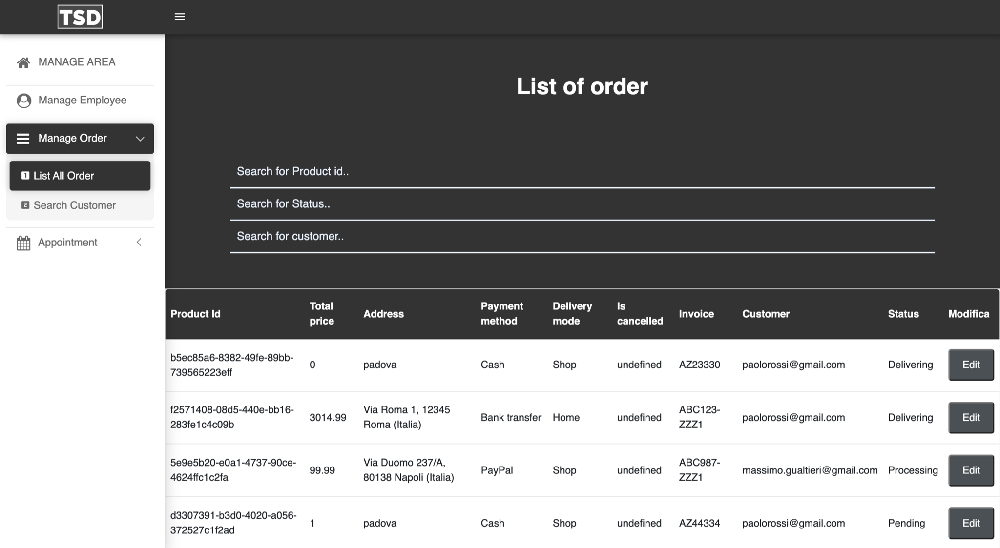 TSD
MANAGE AREA
Manage Employee
Manage Order
1 List All Order
2 Search Customer
Appointment
List of order
Search for Product id..
Search for Status..
Search for customer..
Product Id Total price Address Payment method Delivery mode Is cancelled Invoice Customer Status Modifica
b5ec85a6-8382-49fe-89bb-739565223eff 0 padova Cash Shop undefined AZ23330 paolorossi@gmail.com Delivering Edit
f2571408-08d5-440e-bb16-283fe1c4c09b 3014.99 Via Roma 1, 12345 Roma (Italia) Bank transfer Home undefined ABC123-ZZZ1 paolorossi@gmail.com Delivering Edit
5e9e5b20-e0a1-4737-90ce-4624ffc1c2fa 99.99 Via Duomo 237/A, 80138 Napoli (Italia) PayPal Shop undefined ABC987-ZZZ1 massimo.gualtieri@gmail.com Processing Edit
d3307391-b3d0-4020-a056-372527c1f2ad 1 padova Cash Shop undefined AZ44334 paolorossi@gmail.com Pending Edit